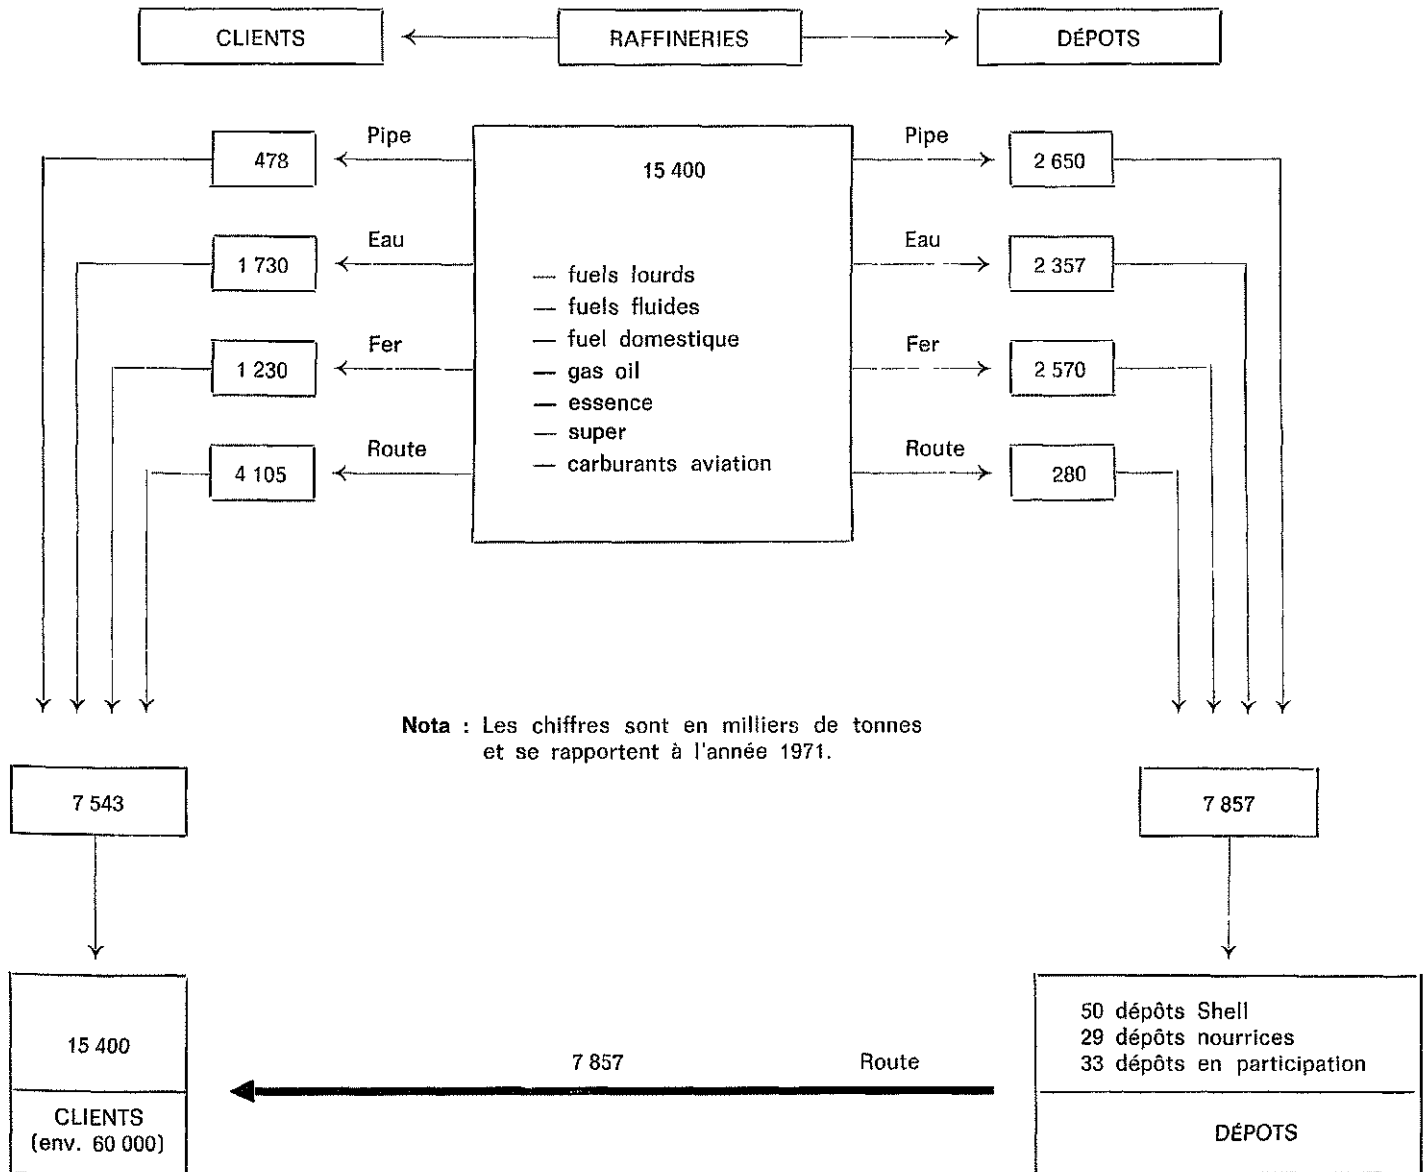 CLIENTS RAFFINERIES DÉPOTS
Pipe Pipe
478 15 400 2 650
Eau Eau
1 730 2 357
— fuels lourds
— fuels fluides
— fuel domestique
Fer Fer
1 230 2 570
— gas oil
— essence
— super
Route Route
— carburants aviation
4 105 280
Nota : Les chiffres sont en milliers de tonnes
et se rapportent à l'année 1971.
7 543 7 857
50 dépôts Shell
29 dépôts nourrices
33 dépôts en participation
15 400
7 857 Route
CLIENTS
(env. 60 000)
DÉPOTS